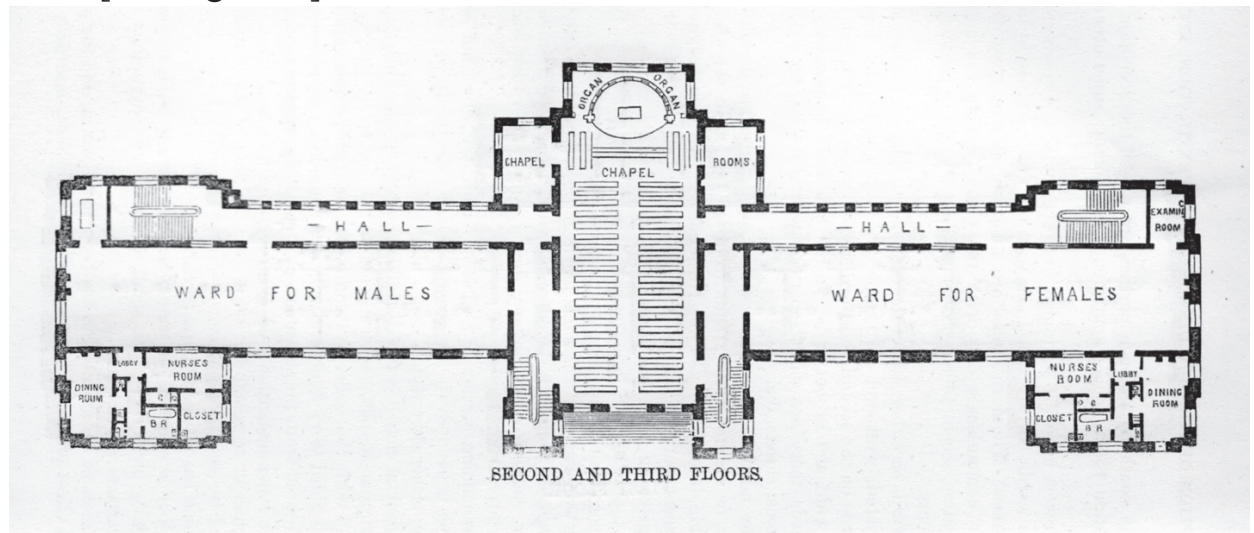 ORGAN ORGAN
CHAPEL
CHAPEL
ROOMS.
—HALL—
—HALL—
EXAMIN
G
ROOM
WARD FOR MALES
WARD FOR FEMALES
LOBBY
NURSES
ROOM
DINING
ROOM
C C
B R
CLOSET
NURSES
ROOM
LOBBY
DINING
ROOM
C C
CLOSET
B R
SECOND AND THIRD FLOORS.